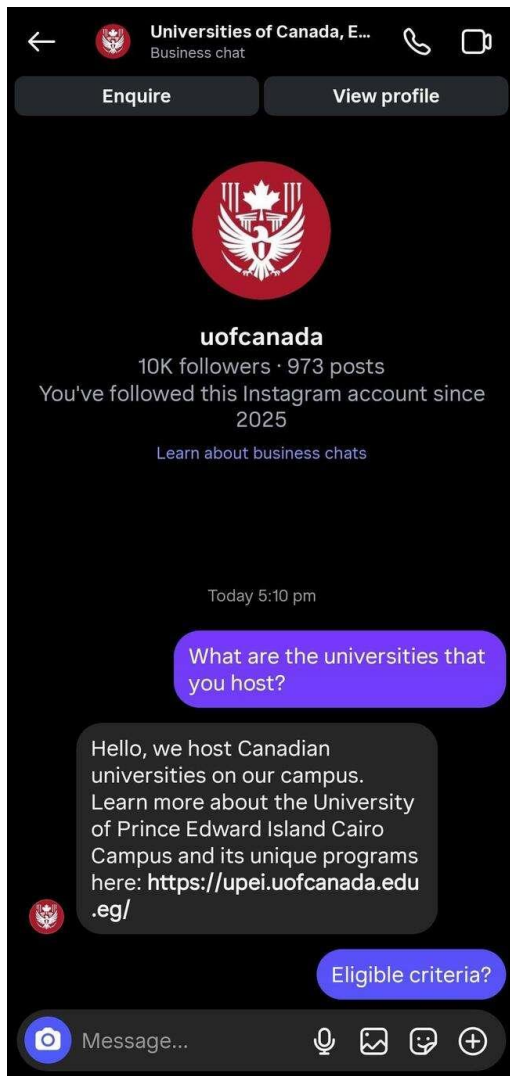 Universities of Canada, E...
Business chat
Enquire
View profile
uofcanada
10K followers · 973 posts
You've followed this Instagram account since
2025
Learn about business chats
Today 5:10 pm
What are the universities that
you host?
Hello, we host Canadian
universities on our campus.
Learn more about the University
of Prince Edward Island Cairo
Campus and its unique programs
here: https://upei.uofcanada.edu
.eg/
Eligible criteria?
Message...